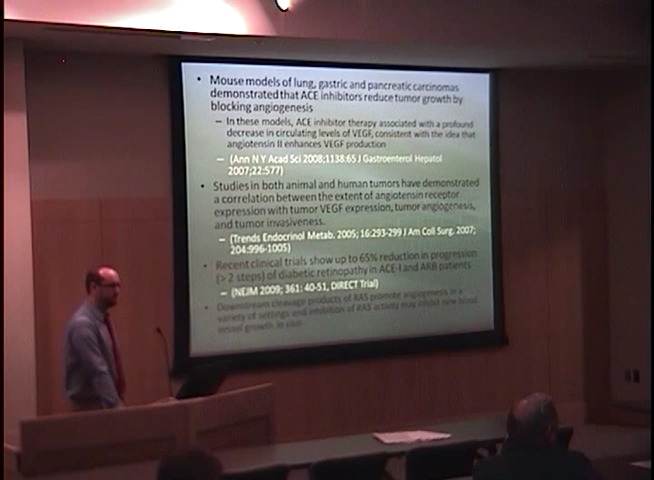 • Mouse models of lung, gastric and pancreatic carcinomas
demonstrated that ACE inhibitors reduce tumor growth by
blocking angiogenesis
– In these models, ACE inhibitor therapy associated with a profound
decrease in circulating levels of VEGF, consistent with the idea that
angiotensin II enhances VEGF production
– (Ann N Y Acad Sci 2008;1138:65 J Gastroenterol Hepatol
2007;22:577)
• Studies in both animal and human tumors have demonstrated
a correlation between the extent of angiotensin receptor
expression with tumor VEGF expression, tumor angiogenesis,
and tumor invasiveness.
– (Trends Endocrinol Metab. 2005; 16:293-299 J Am Coll Surg. 2007;
204:996-1005)
• Recent clinical trials show up to 65% reduction in progression
(>2 steps) of diabetic retinopathy in ACE-I and ARB patients
– (NEJM 2009; 361: 40-51, DIRECT Trial)
• Downstream cleavage products of RAS promote angiogenesis in a
variety of settings and inhibition of RAS activity may inhibit new blood
vessel growth in vivo